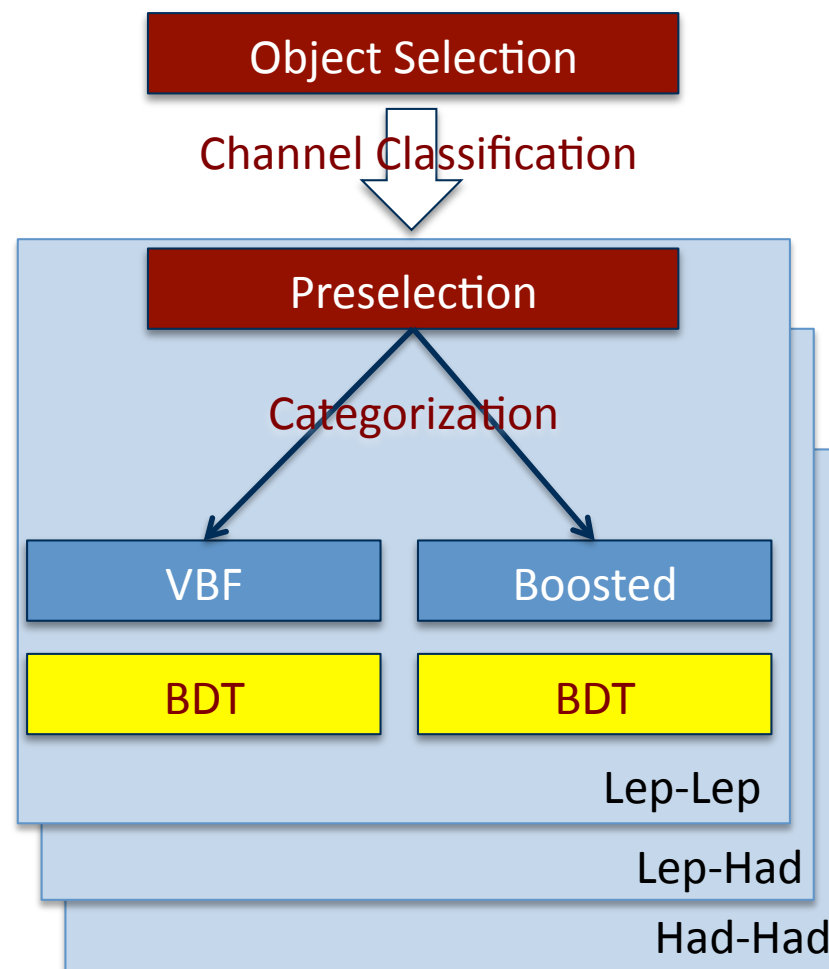 Object Selection
Channel Classification
Preselection
Categorization
VBF
Boosted
BDT
BDT
Lep-Lep
Lep-Had
Had-Had